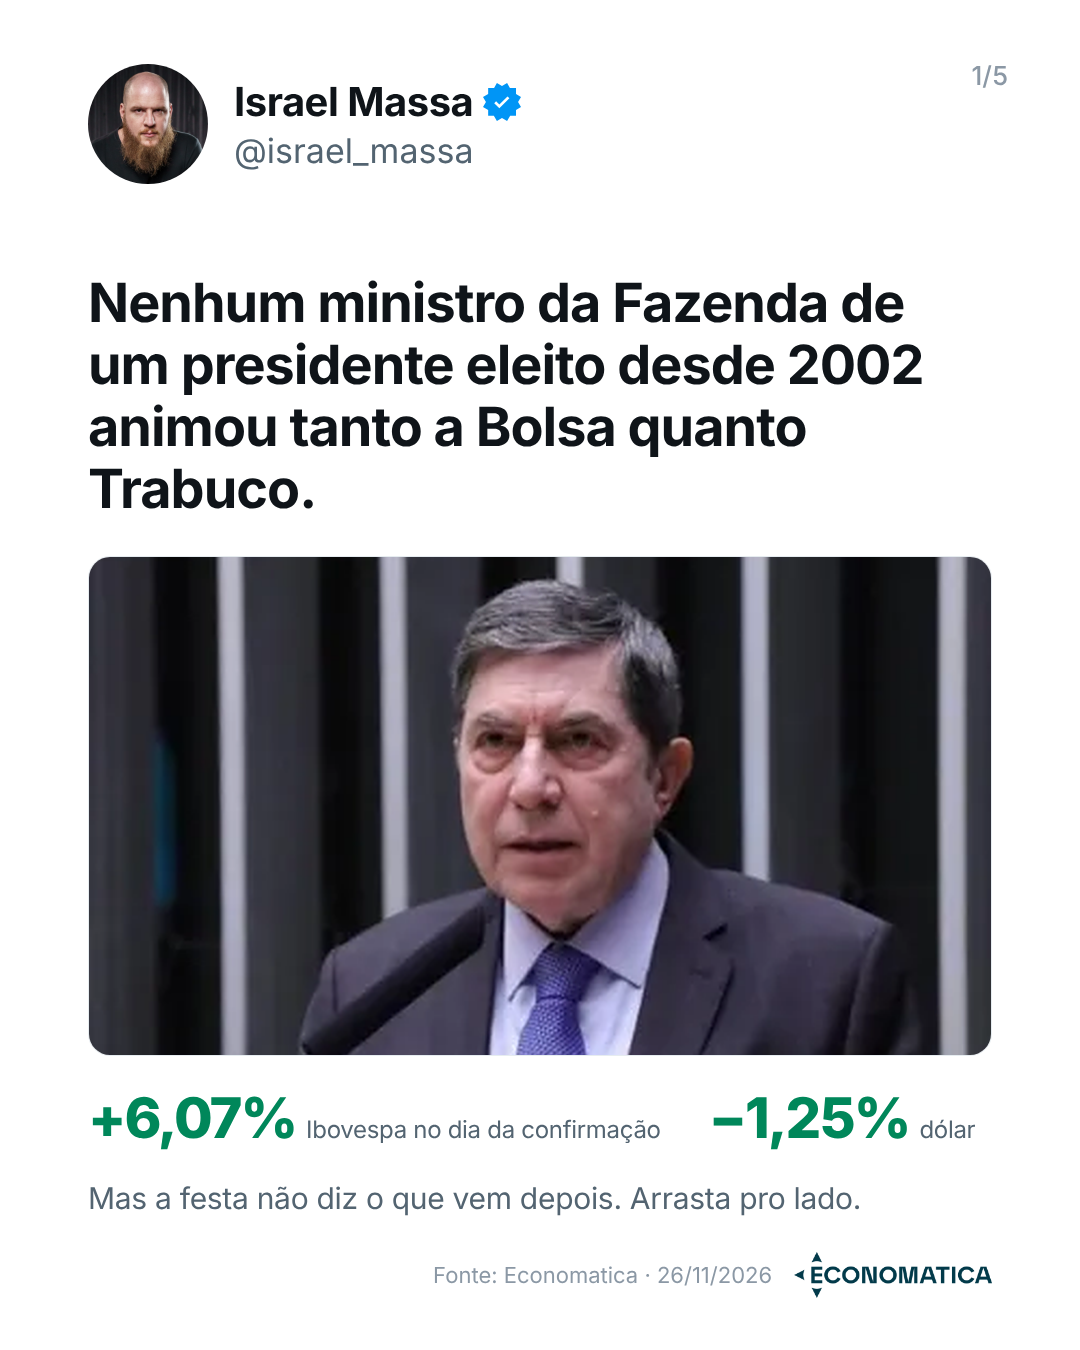 Israel Massa
@israel_massa
1/5
Nenhum ministro da Fazenda de
um presidente eleito desde 2002
animou tanto a Bolsa quanto
Trabuco.
+6,07% Ibovespa no dia da confirmação
−1,25% dólar
Mas a festa não diz o que vem depois. Arrasta pro lado.
Fonte: Economatica · 26/11/2026
ECONOMATICA